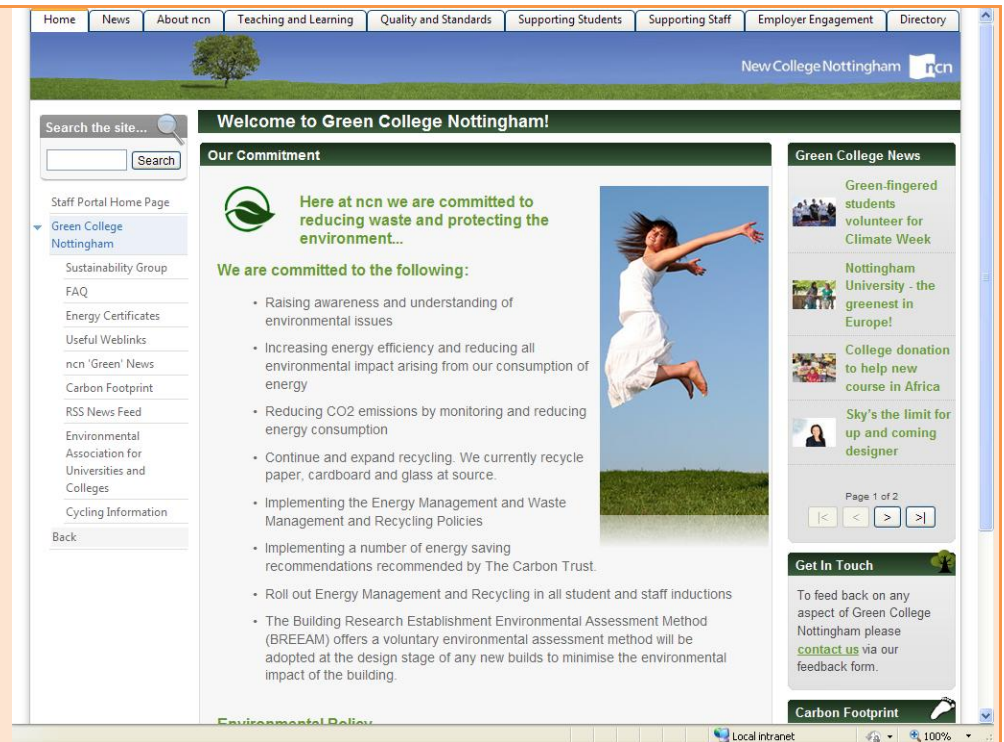 Home News About ncn Teaching and Learning Quality and Standards Supporting Students Supporting Staff Employer Engagement Directory
New College Nottingham ncn
Search the site...
Search
Staff Portal Home Page
Green College
Nottingham
Sustainability Group
FAQ
Energy Certificates
Useful Weblinks
ncn 'Green' News
Carbon Footprint
RSS News Feed
Environmental
Association for
Universities and
Colleges
Cycling Information
Back
Welcome to Green College Nottingham!
Our Commitment
Here at ncn we are committed to
reducing waste and protecting the
environment...
We are committed to the following:
• Raising awareness and understanding of
environmental issues
• Increasing energy efficiency and reducing all
environmental impact arising from our consumption of
energy
• Reducing CO2 emissions by monitoring and reducing
energy consumption
• Continue and expand recycling. We currently recycle
paper, cardboard and glass at source.
• Implementing the Energy Management and Waste
Management and Recycling Policies
• Implementing a number of energy saving
recommendations recommended by The Carbon Trust.
• Roll out Energy Management and Recycling in all student and staff inductions
• The Building Research Establishment Environmental Assessment Method
(BREEAM) offers a voluntary environmental assessment method will be
adopted at the design stage of any new builds to minimise the environmental
impact of the building.
Environmental Policy
Green College News
Green-fingered
students
volunteer for
Climate Week
Nottingham
University - the
greenest in
Europe!
College donation
to help new
course in Africa
Sky's the limit for
up and coming
designer
Page 1 of 2
|< < > >|
Get In Touch
To feed back on any
aspect of Green College
Nottingham please
contact us via our
feedback form.
Carbon Footprint
Local intranet 100%